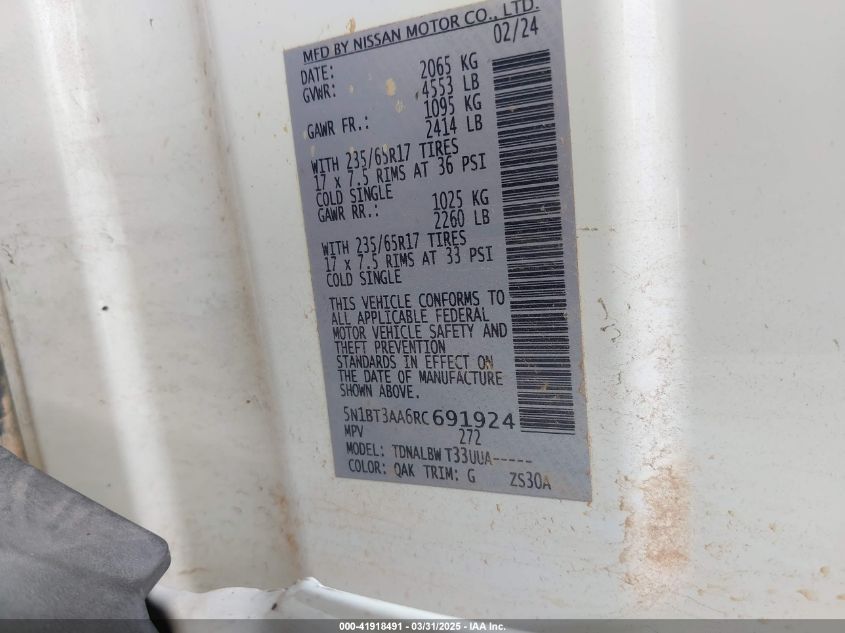 MFD BY NISSAN MOTOR CO., LTD.
DATE: 02/24
GVWR: 2065 KG
4553 LB
GAWR FR.: 1095 KG
2414 LB
WITH 235/65R17 TIRES
17 x 7.5 RIMS AT 36 PSI
COLD SINGLE
GAWR RR.: 1025 KG
2260 LB
WITH 235/65R17 TIRES
17 x 7.5 RIMS AT 33 PSI
COLD SINGLE
THIS VEHICLE CONFORMS TO
ALL APPLICABLE FEDERAL
MOTOR VEHICLE SAFETY AND
THEFT PREVENTION
STANDARDS IN EFFECT ON
THE DATE OF MANUFACTURE
SHOWN ABOVE.
5N1BT3AA6RC691924
MPV 272
MODEL: TDNALBW T33UUA-----
COLOR: QAK TRIM: G ZS30A
000-41918491 - 03/31/2025 - IAA Inc.